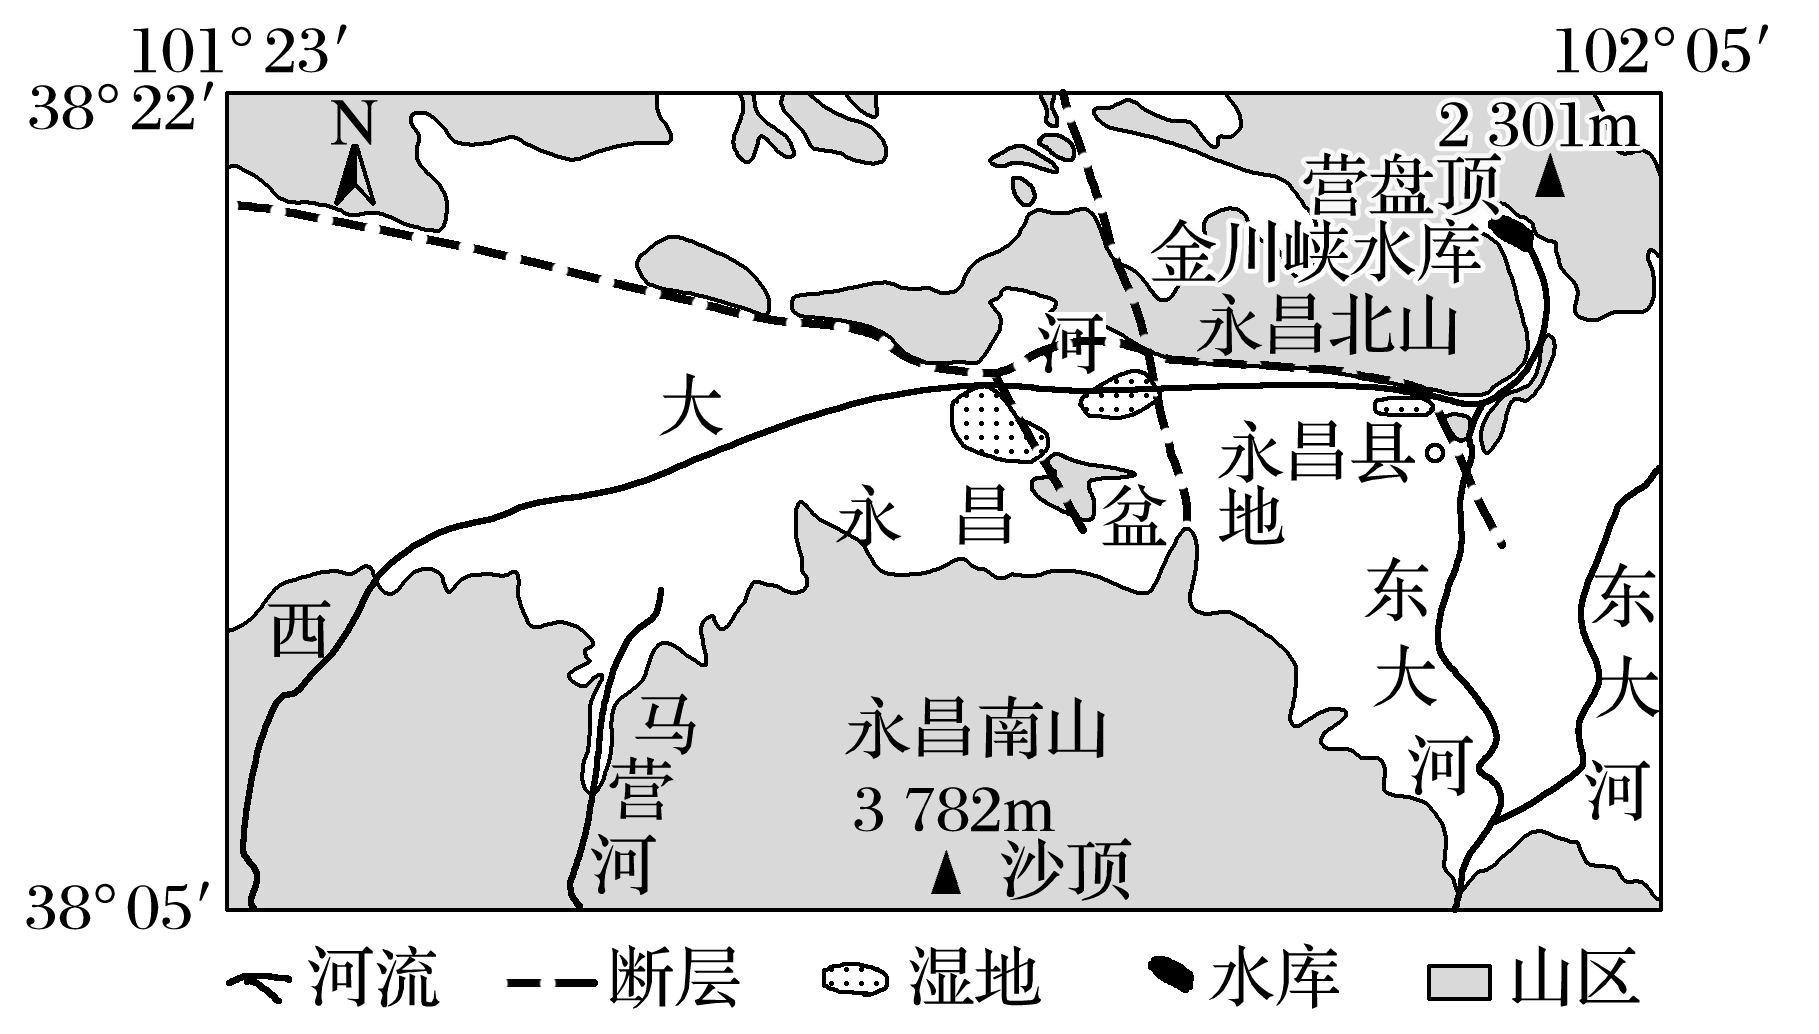 101°23′
102°05′
38°22′
N
2 301m
营盘顶
金川峡水库
永昌北山
河
大
永昌县
永昌盆地
西
东大河
东大河
马营河
永昌南山
3 782m
沙顶
38°05′
河流
断层
湿地
水库
山区